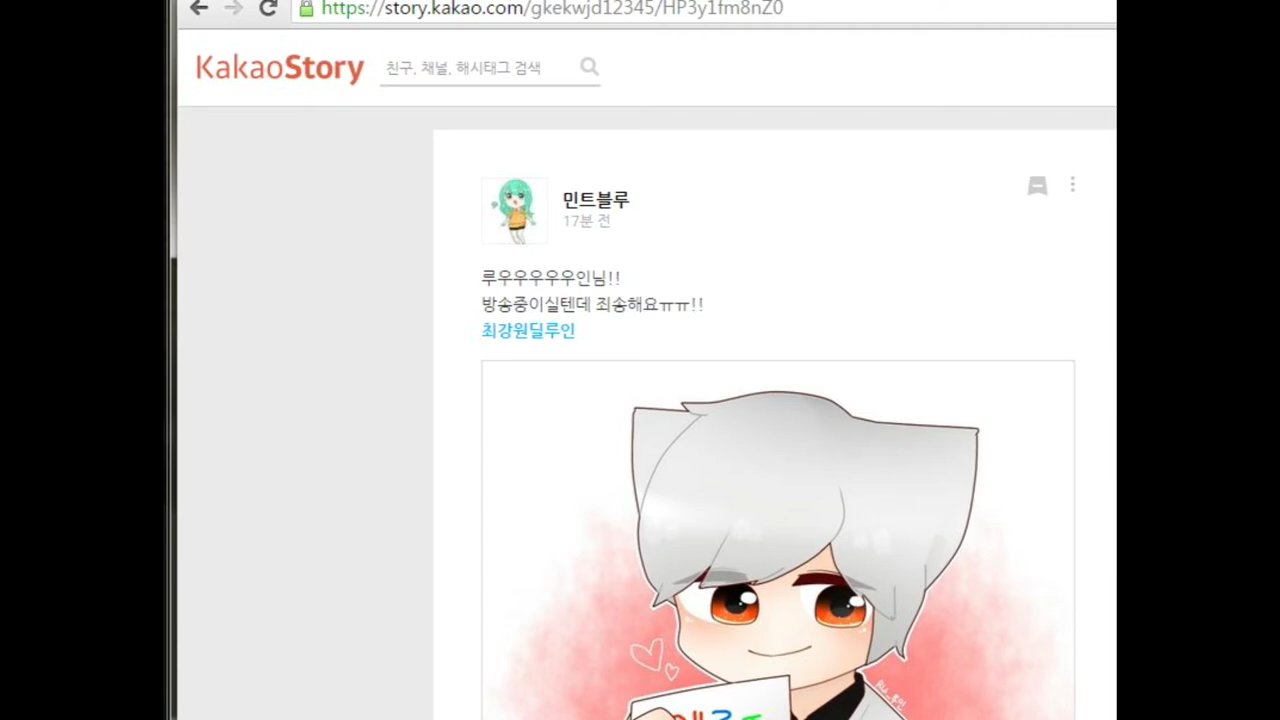 https://story.kakao.com/gkekwjd12345/HP3y1fm8nZ0
KakaoStory
친구, 채널, 해시태그 검색
민트블루
17분 전
루우우우우우인님!!
방송중이실텐데 죄송해요ㅠㅠ!!
최강원딜루인